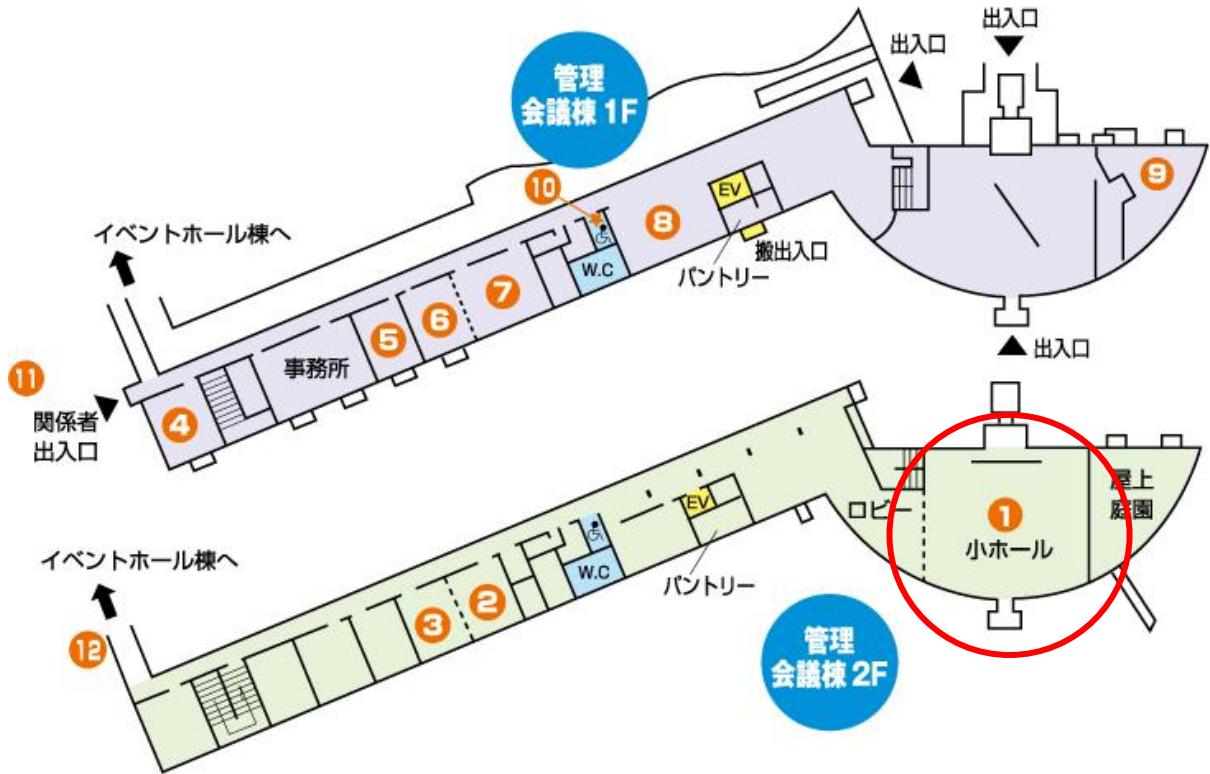 出入口
出入口
管理
会議棟 1F
9
10
EV
8
イベントホール棟へ
搬出入口
W.C
パントリー
7
6
5
出入口
事務所
11
関係者
出入口
4
屋上
庭園
EV
ロビー
1
小ホール
イベントホール棟へ
W.C
パントリー
2
3
管理
会議棟 2F
12